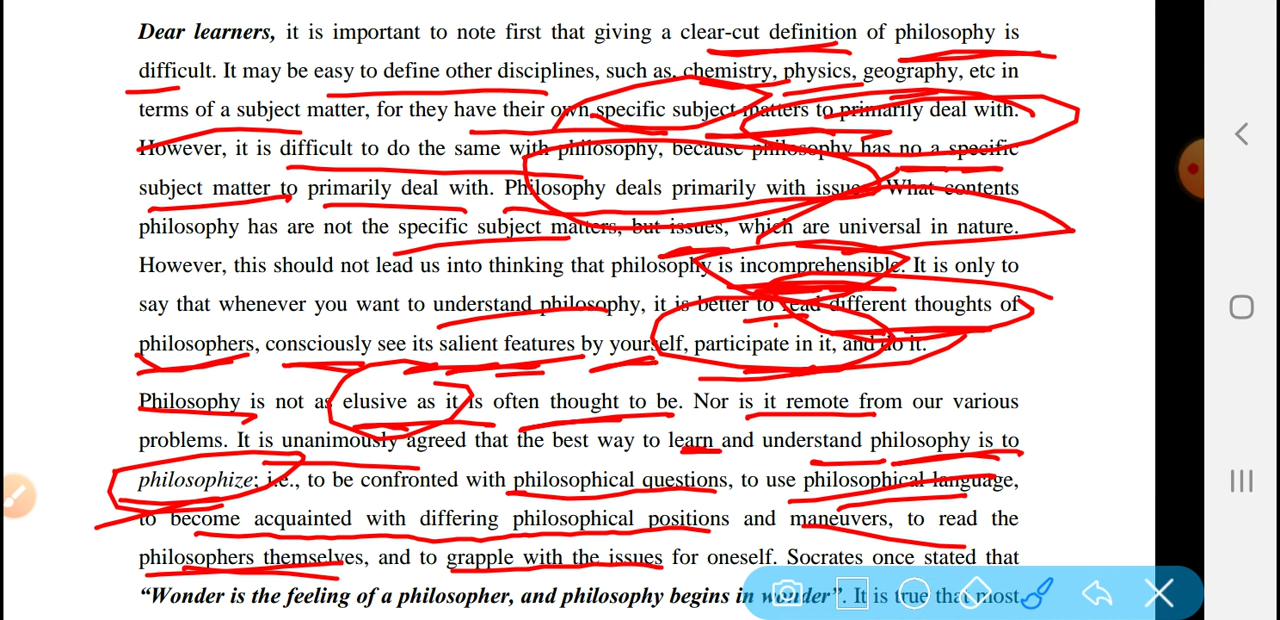 Dear learners, it is important to note first that giving a clear-cut definition of philosophy is
difficult. It may be easy to define other disciplines, such as, chemistry, physics, geography, etc in
terms of a subject matter, for they have their own specific subject matters to primarily deal with.
However, it is difficult to do the same with philosophy, because philosophy has no a specific
subject matter to primarily deal with. Philosophy deals primarily with issues. What contents
philosophy has are not the specific subject matters, but issues, which are universal in nature.
However, this should not lead us into thinking that philosophy is incomprehensible. It is only to
say that whenever you want to understand philosophy, it is better to read different thoughts of
philosophers, consciously see its salient features by yourself, participate in it, and do it.
Philosophy is not as elusive as it is often thought to be. Nor is it remote from our various
problems. It is unanimously agreed that the best way to learn and understand philosophy is to
philosophize; i.e., to be confronted with philosophical questions, to use philosophical language,
to become acquainted with differing philosophical positions and maneuvers, to read the
philosophers themselves, and to grapple with the issues for oneself. Socrates once stated that
“Wonder is the feeling of a philosopher, and philosophy begins in wonder”. It is true that most